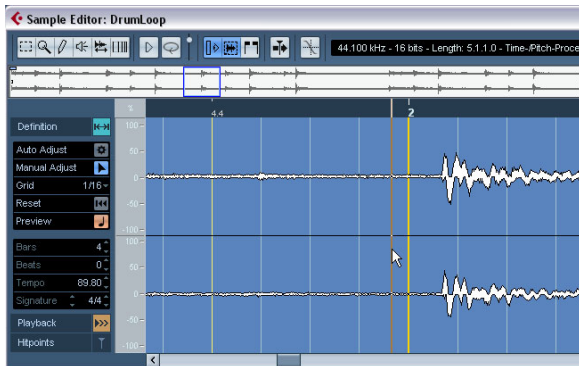 Sample Editor: DrumLoop
44.100 kHz - 16 bits - Length: 5.1.1.0 - Time-/Pitch-Proce
% 4.4 2
Definition
100
Auto Adjust
50
Manual Adjust
0
Grid 1/16
Reset
-50
Preview
-100
Bars 4
100
Beats 0
50
Tempo 89.80
0
Signature 4/4
-50
Playback
Hitpoints
-100